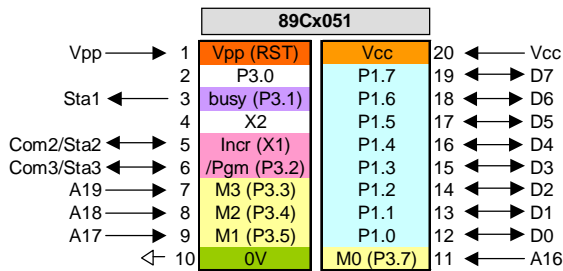 89Cx051
Vpp 1 Vpp (RST) Vcc 20 Vcc
2 P3.0 P1.7 19 D7
Sta1 3 busy (P3.1) P1.6 18 D6
4 X2 P1.5 17 D5
Com2/Sta2 5 Incr (X1) P1.4 16 D4
Com3/Sta3 6 /Pgm (P3.2) P1.3 15 D3
A19 7 M3 (P3.3) P1.2 14 D2
A18 8 M2 (P3.4) P1.1 13 D1
A17 9 M1 (P3.5) P1.0 12 D0
10 0V M0 (P3.7) 11 A16